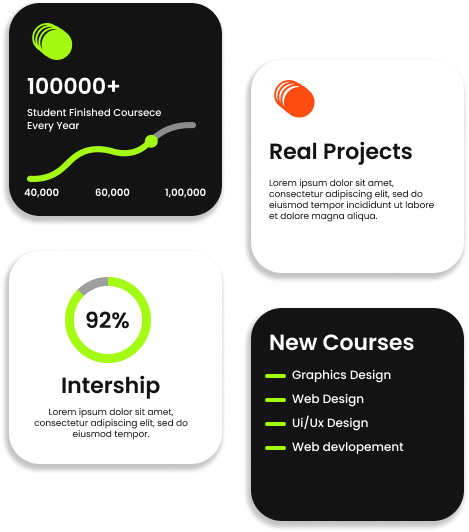 100000+
Student Finished Coursece
Every Year
40,000
60,000
1,00,000
Real Projects
Lorem ipsum dolor sit amet,
consectetur adipiscing elit, sed do
eiusmod tempor incididunt ut labore
et dolore magna aliqua.
92%
Intership
Lorem ipsum dolor sit amet,
consectetur adipiscing elit, sed do
eiusmod tempor.
New Courses
Graphics Design
Web Design
Ui/Ux Design
Web devlopement